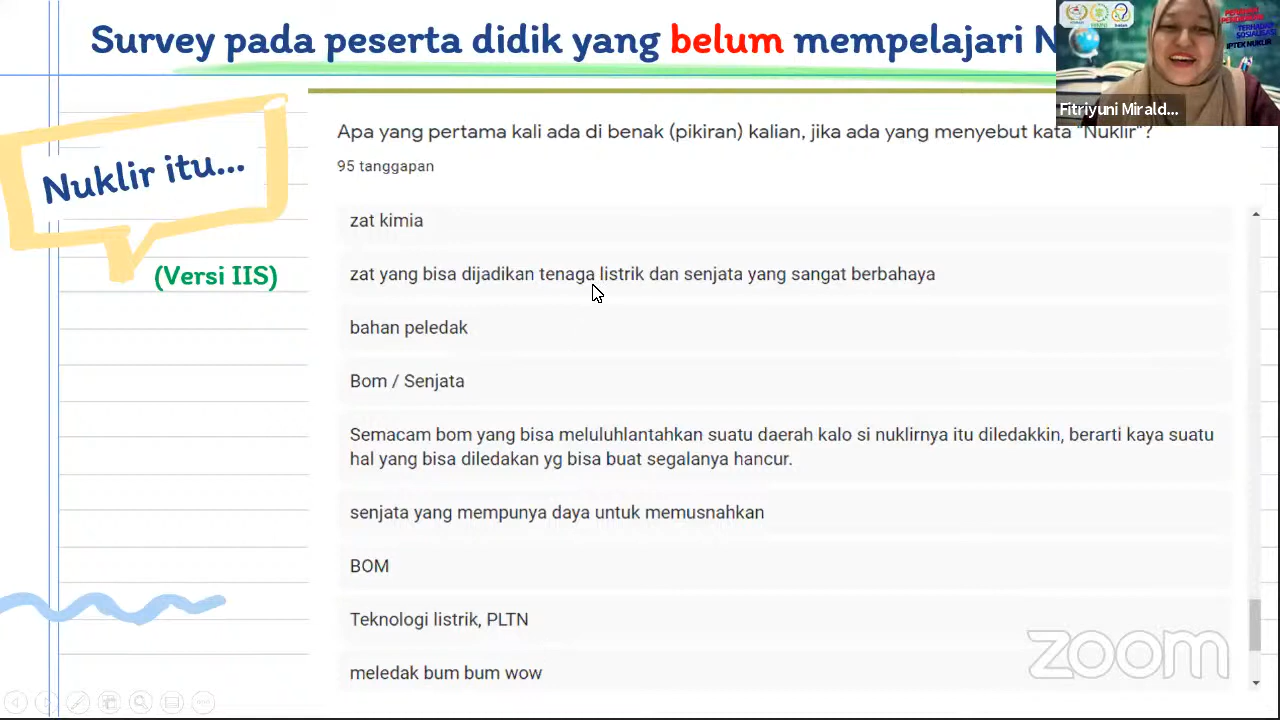 Survey pada peserta didik yang belum mempelajari N
Fitriyuni Mirald...
IPTEK NUKLIR
Apa yang pertama kali ada di benak (pikiran) kalian, jika ada yang menyebut kata "Nuklir"?
95 tanggapan
Nuklir itu...
(Versi IIS)
zat kimia
zat yang bisa dijadikan tenaga listrik dan senjata yang sangat berbahaya
bahan peledak
Bom / Senjata
Semacam bom yang bisa meluluhlantahkan suatu daerah kalo si nuklirnya itu diledakkin, berarti kaya suatu
hal yang bisa diledakan yg bisa buat segalanya hancur.
senjata yang mempunya daya untuk memusnahkan
BOM
Teknologi listrik, PLTN
meledak bum bum wow
zoom